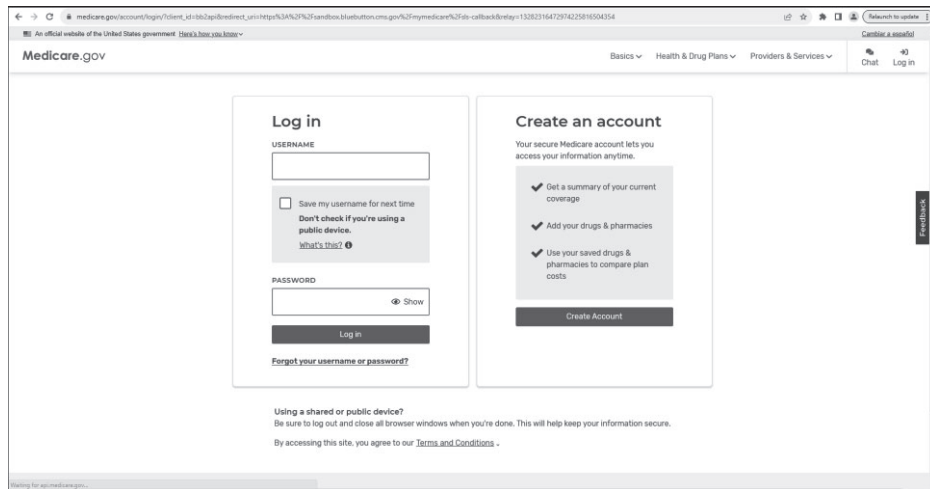 medicare.gov/account/login/?client_id=bb2api&redirect_uri=https%3A%2F%2Fsandbox.bluebutton.cms.gov%2Fmymedicare%2Fsls-callback&relay=13282316472974225816504354
Relaunch to update
An official website of the United States government Here's how you know
Cambiar a español
Medicare.gov
Basics Health & Drug Plans Providers & Services
Chat Log in
Log in
USERNAME
Save my username for next time
Don't check if you're using a
public device.
What's this?
PASSWORD
Show
Log in
Forgot your username or password?
Create an account
Your secure Medicare account lets you
access your information anytime.
Get a summary of your current
coverage
Add your drugs & pharmacies
Use your saved drugs &
pharmacies to compare plan
costs
Create Account
Feedback
Using a shared or public device?
Be sure to log out and close all browser windows when you're done. This will help keep your information secure.
By accessing this site, you agree to our Terms and Conditions .
Waiting for api.medicare.gov...